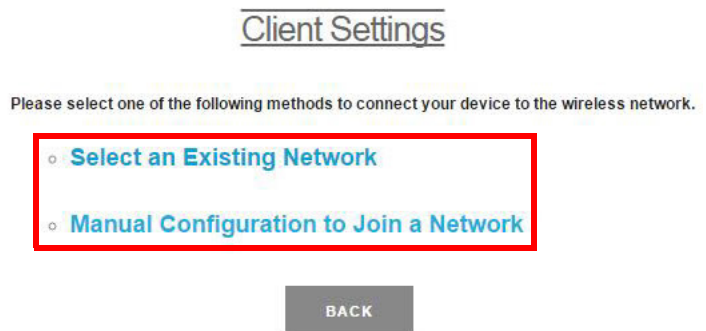 Client Settings
Please select one of the following methods to connect your device to the wireless network.
Select an Existing Network
Manual Configuration to Join a Network
BACK